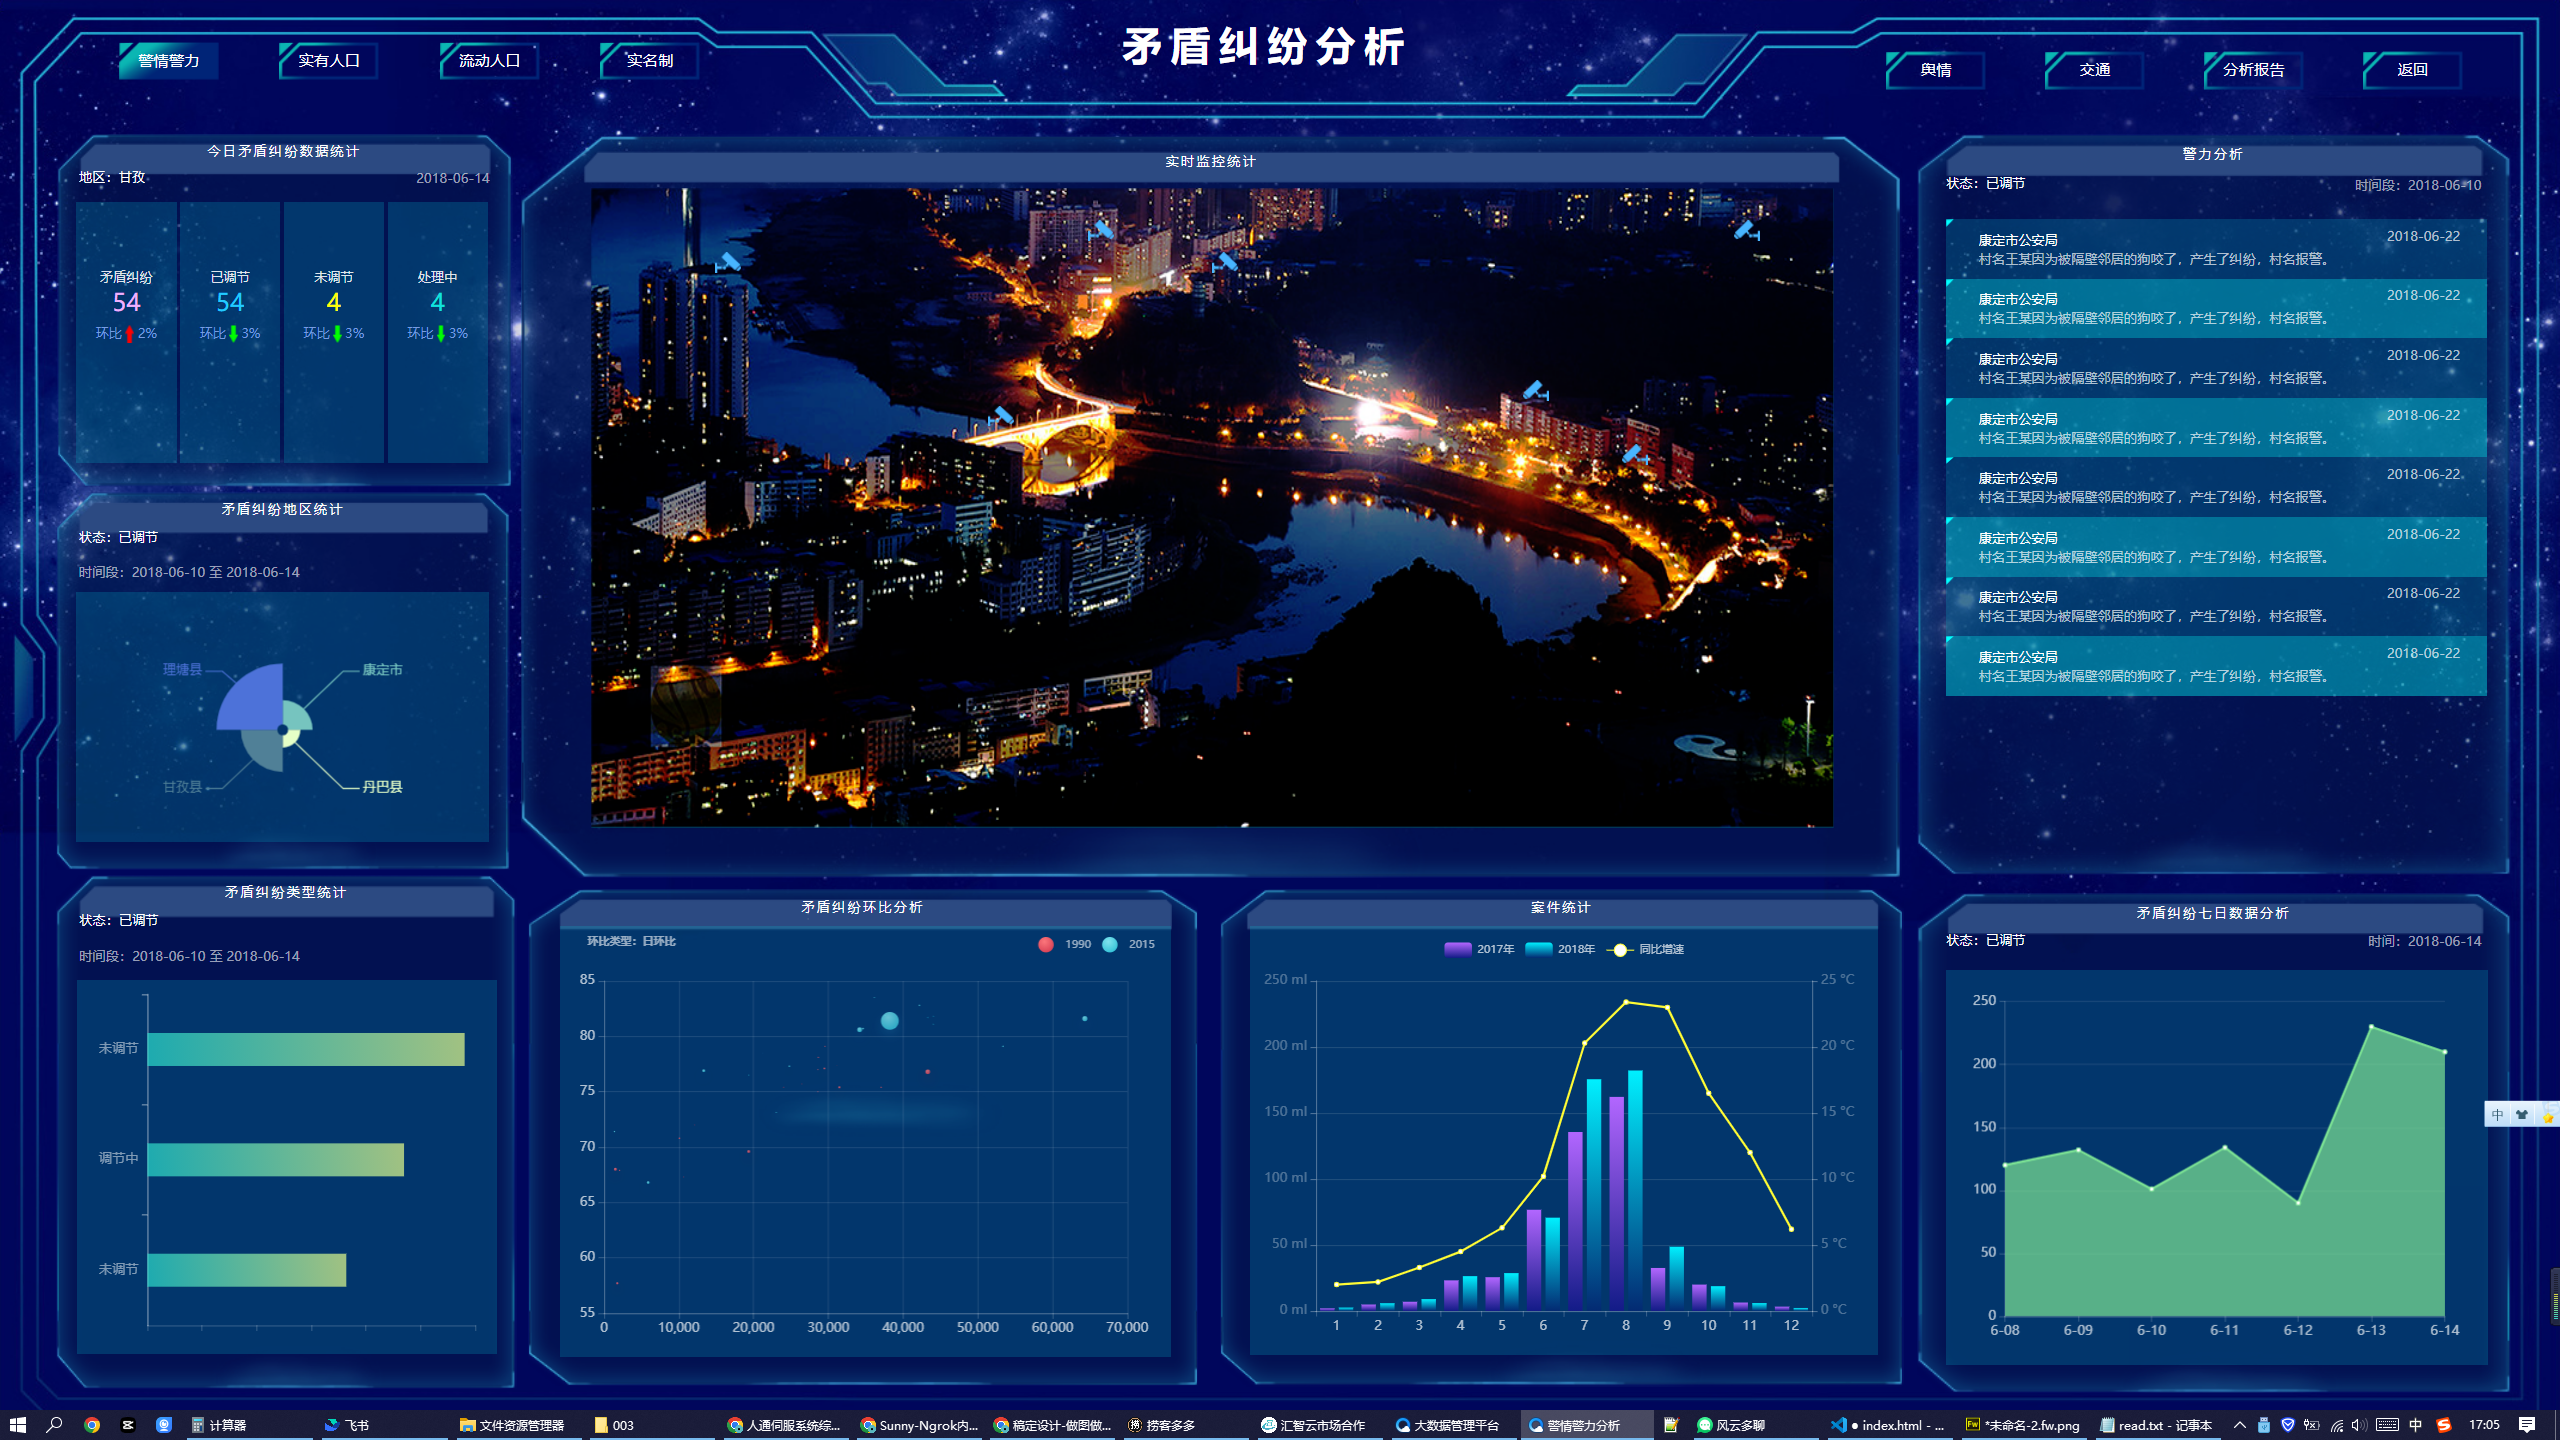 矛盾纠纷分析
警情警力
实有人口
流动人口
实名制
舆情
交通
分析报告
返回
今日矛盾纠纷数据统计
地区：甘孜
2018-06-14
矛盾纠纷
54
环比 2%
已调节
54
环比 3%
未调节
4
环比 3%
处理中
4
环比 3%
矛盾纠纷地区统计
状态：已调节
时间段：2018-06-10 至 2018-06-14
理塘县
康定市
甘孜县
丹巴县
矛盾纠纷类型统计
状态：已调节
时间段：2018-06-10 至 2018-06-14
未调节
调节中
未调节
实时监控统计
矛盾纠纷环比分析
环比类型：日环比
1990
2015
85
80
75
70
65
60
55
0
10,000
20,000
30,000
40,000
50,000
60,000
70,000
案件统计
2017年
2018年
同比增速
250 ml
200 ml
150 ml
100 ml
50 ml
0 ml
25 °C
20 °C
15 °C
10 °C
5 °C
0 °C
1
2
3
4
5
6
7
8
9
10
11
12
警力分析
状态：已调节
时间段：2018-06-10
康定市公安局
2018-06-22
村名王某因为被隔壁邻居的狗咬了，产生了纠纷，村名报警。
康定市公安局
2018-06-22
村名王某因为被隔壁邻居的狗咬了，产生了纠纷，村名报警。
康定市公安局
2018-06-22
村名王某因为被隔壁邻居的狗咬了，产生了纠纷，村名报警。
康定市公安局
2018-06-22
村名王某因为被隔壁邻居的狗咬了，产生了纠纷，村名报警。
康定市公安局
2018-06-22
村名王某因为被隔壁邻居的狗咬了，产生了纠纷，村名报警。
康定市公安局
2018-06-22
村名王某因为被隔壁邻居的狗咬了，产生了纠纷，村名报警。
康定市公安局
2018-06-22
村名王某因为被隔壁邻居的狗咬了，产生了纠纷，村名报警。
康定市公安局
2018-06-22
村名王某因为被隔壁邻居的狗咬了，产生了纠纷，村名报警。
矛盾纠纷七日数据分析
状态：已调节
时间：2018-06-14
250
200
150
100
50
0
6-08
6-09
6-10
6-11
6-12
6-13
6-14
中
计算器
飞书
文件资源管理器
003
人通伺服系统综...
Sunny-Ngrok内...
稿定设计-做图做...
捞客多多
汇智云市场合作
大数据管理平台
警情警力分析
风云多聊
● index.html - ...
*未命名-2.fw.png
read.txt - 记事本
中
17:05